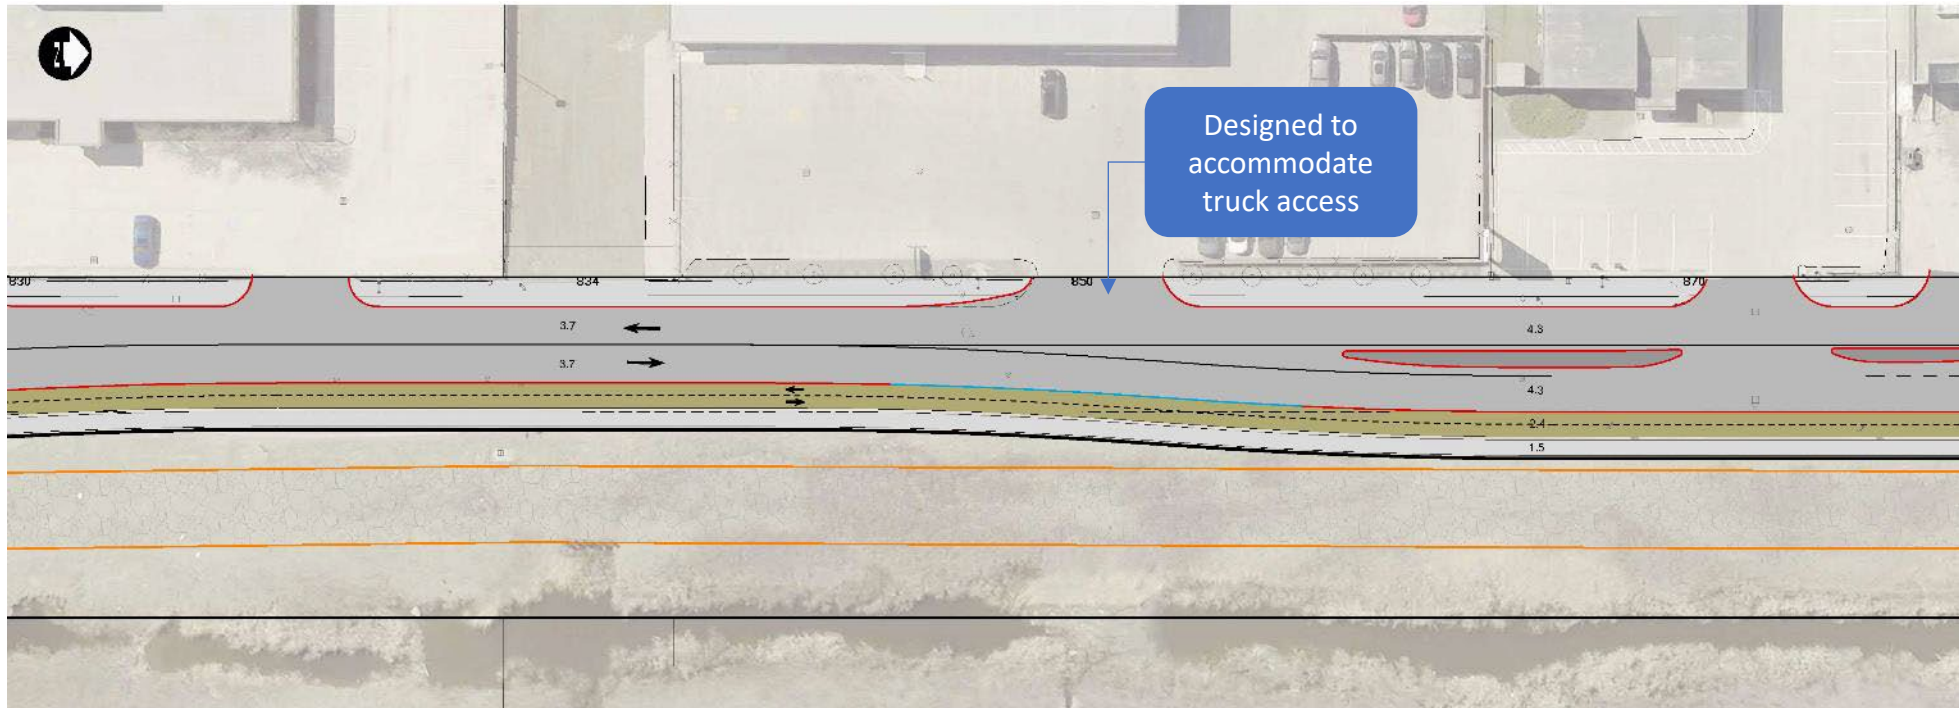 Z
Designed to
accommodate
truck access
830
834
850
870
3.7
4.3
3.7
4.3
2.4
1.5